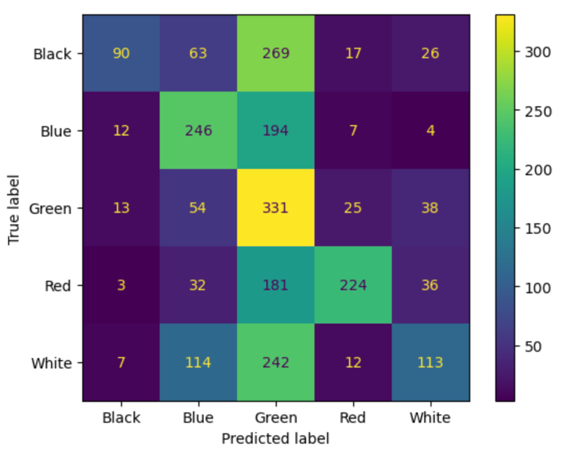 Black 90 63 269 17 26
Blue 12 246 194 7 4
Green 13 54 331 25 38
Red 3 32 181 224 36
White 7 114 242 12 113
Black Blue Green Red White
Predicted label
True label
300
250
200
150
100
50